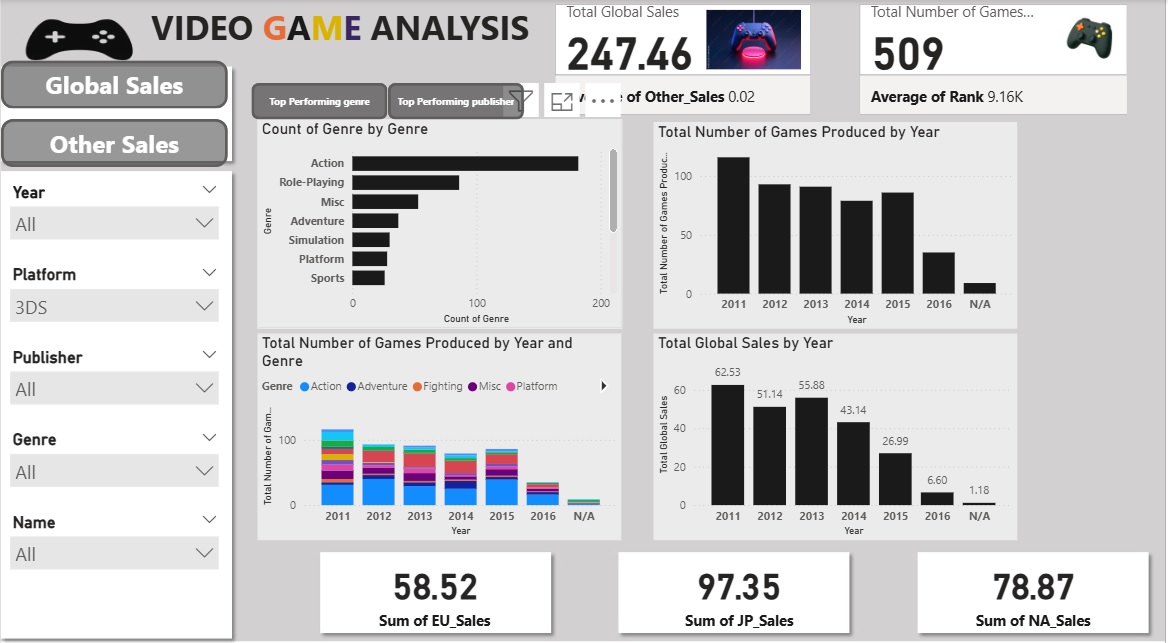 VIDEO GAME ANALYSIS
Total Global Sales
247.46
of Other_Sales 0.02
Total Number of Games...
509
Average of Rank 9.16K
Global Sales
Other Sales
Year
All
Platform
3DS
Publisher
All
Genre
All
Name
All
Top Performing genre
Top Performing publisher
Count of Genre by Genre
Genre
Action
Role-Playing
Misc
Adventure
Simulation
Platform
Sports
0 100 200
Count of Genre
Total Number of Games Produced by Year
Total Number of Games Produc...
100
50
0
2011 2012 2013 2014 2015 2016 N/A
Year
Total Number of Games Produced by Year and
Genre
Genre Action Adventure Fighting Misc Platform
Total Number of Gam...
100
0
2011 2012 2013 2014 2015 2016 N/A
Year
Total Global Sales by Year
Total Global Sales
60
40
20
0
62.53 51.14 55.88 43.14 26.99 6.60 1.18
2011 2012 2013 2014 2015 2016 N/A
Year
58.52
Sum of EU_Sales
97.35
Sum of JP_Sales
78.87
Sum of NA_Sales